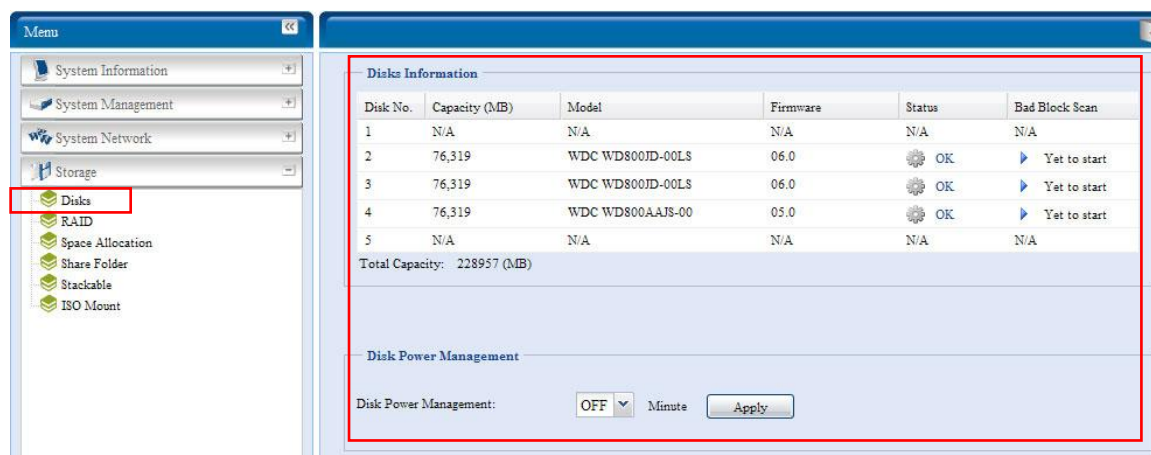 Menu
System Information
System Management
System Network
Storage
Disks
RAID
Space Allocation
Share Folder
Stackable
ISO Mount
Disks Information
Disk No. Capacity (MB) Model Firmware Status Bad Block Scan
1 N/A N/A N/A N/A N/A
2 76,319 WDC WD800JD-00LS 06.0 OK Yet to start
3 76,319 WDC WD800JD-00LS 06.0 OK Yet to start
4 76,319 WDC WD800AAJS-00 05.0 OK Yet to start
5 N/A N/A N/A N/A N/A
Total Capacity: 228957 (MB)
Disk Power Management
Disk Power Management: OFF Minute Apply